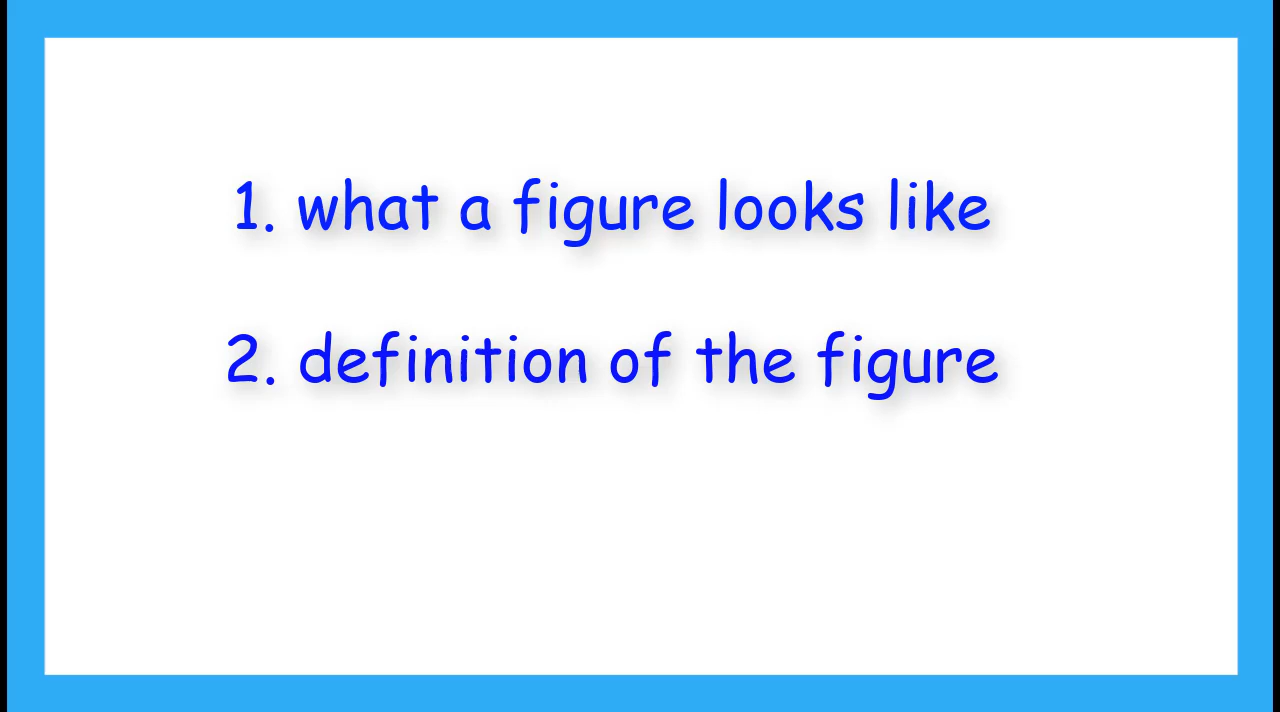 1. what a figure looks like
2. definition of the figure